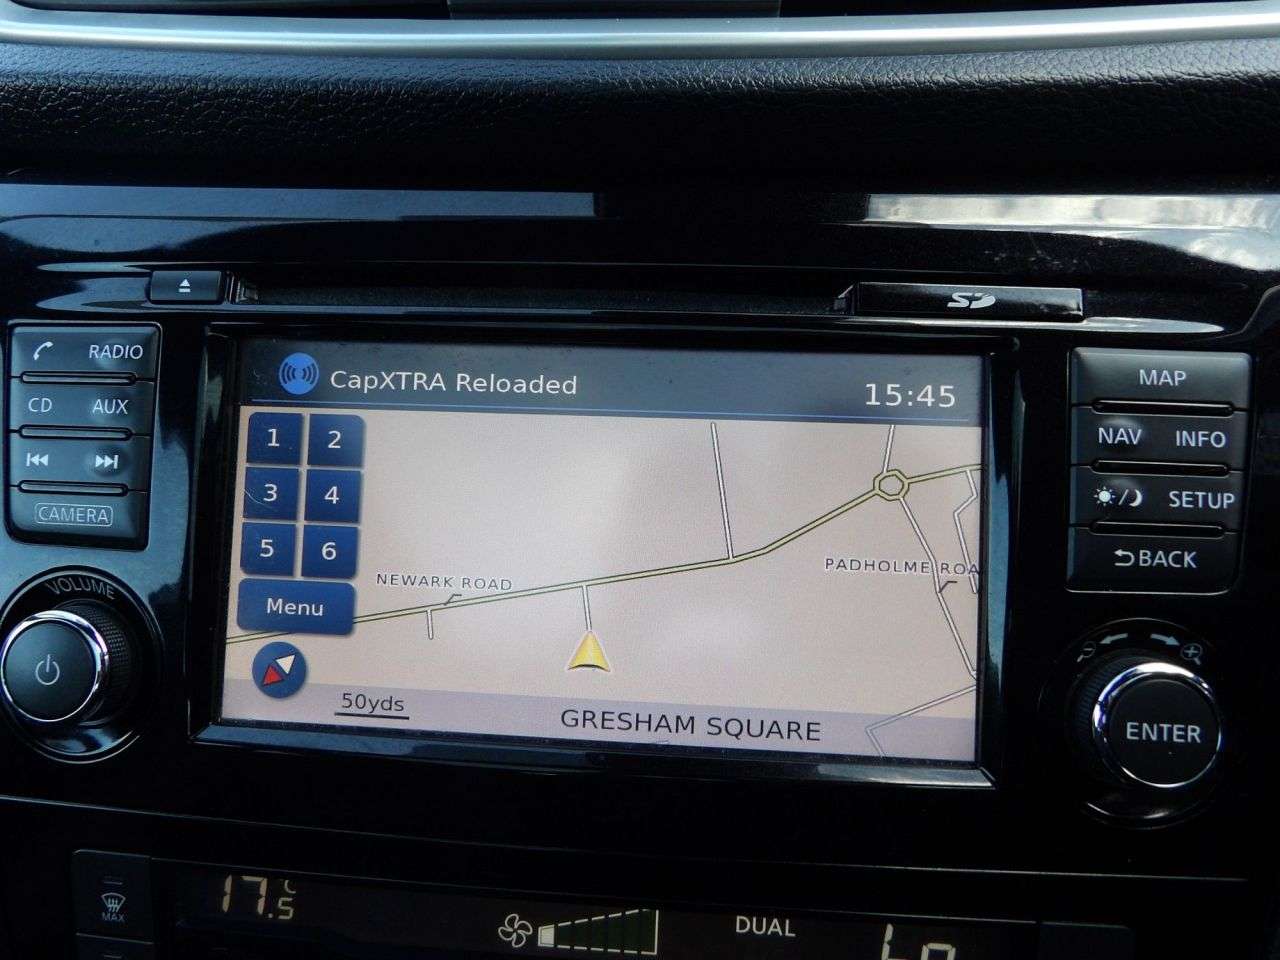 SD
RADIO
CD AUX
CAMERA
VOLUME
CapXTRA Reloaded
15:45
1 2
3 4
5 6
Menu
NEWARK ROAD
PADHOLME ROA
50yds
GRESHAM SQUARE
MAP
NAV INFO
SETUP
BACK
ENTER
MAX
17.5°C
DUAL
Lo